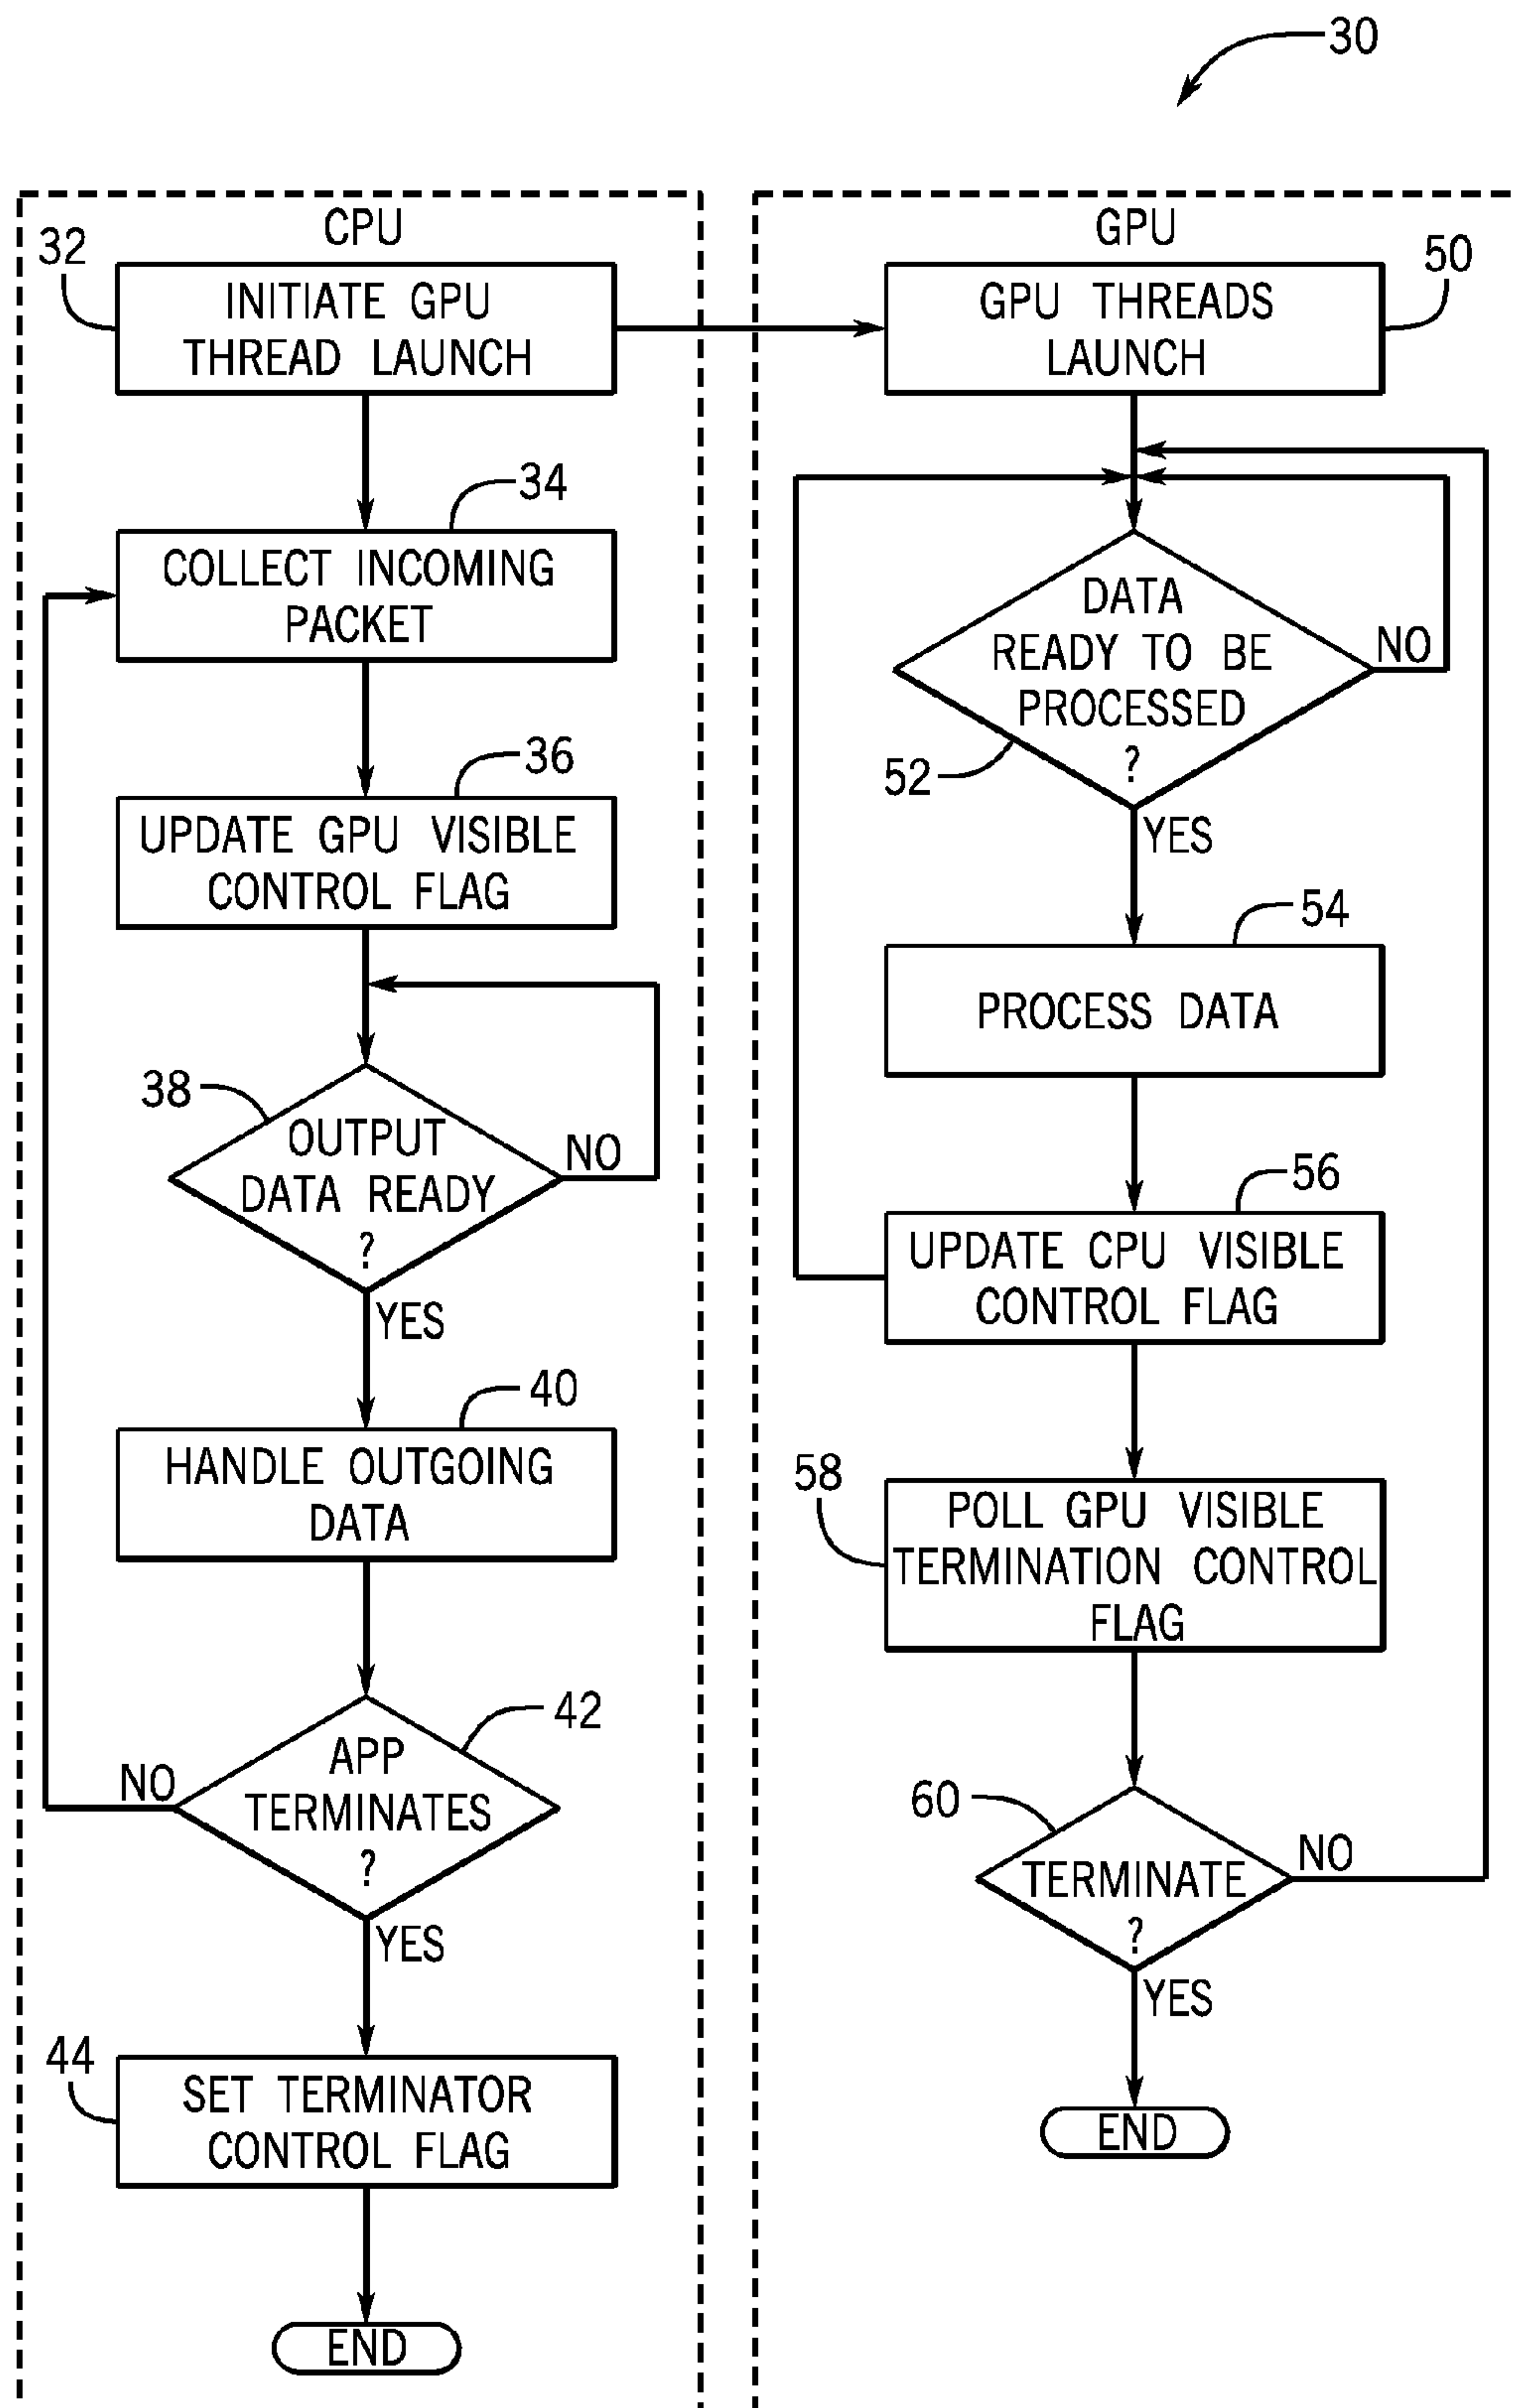 30
CPU
32
INITIATE GPU
THREAD LAUNCH
34
COLLECT INCOMING
PACKET
36
UPDATE GPU VISIBLE
CONTROL FLAG
38
OUTPUT
DATA READY
?
NO
YES
40
HANDLE OUTGOING
DATA
42
APP
TERMINATES
?
NO
YES
44
SET TERMINATOR
CONTROL FLAG
END
GPU
50
GPU THREADS
LAUNCH
DATA
READY TO BE
PROCESSED
?
NO
52
YES
54
PROCESS DATA
56
UPDATE CPU VISIBLE
CONTROL FLAG
58
POLL GPU VISIBLE
TERMINATION CONTROL
FLAG
60
TERMINATE
?
NO
YES
END